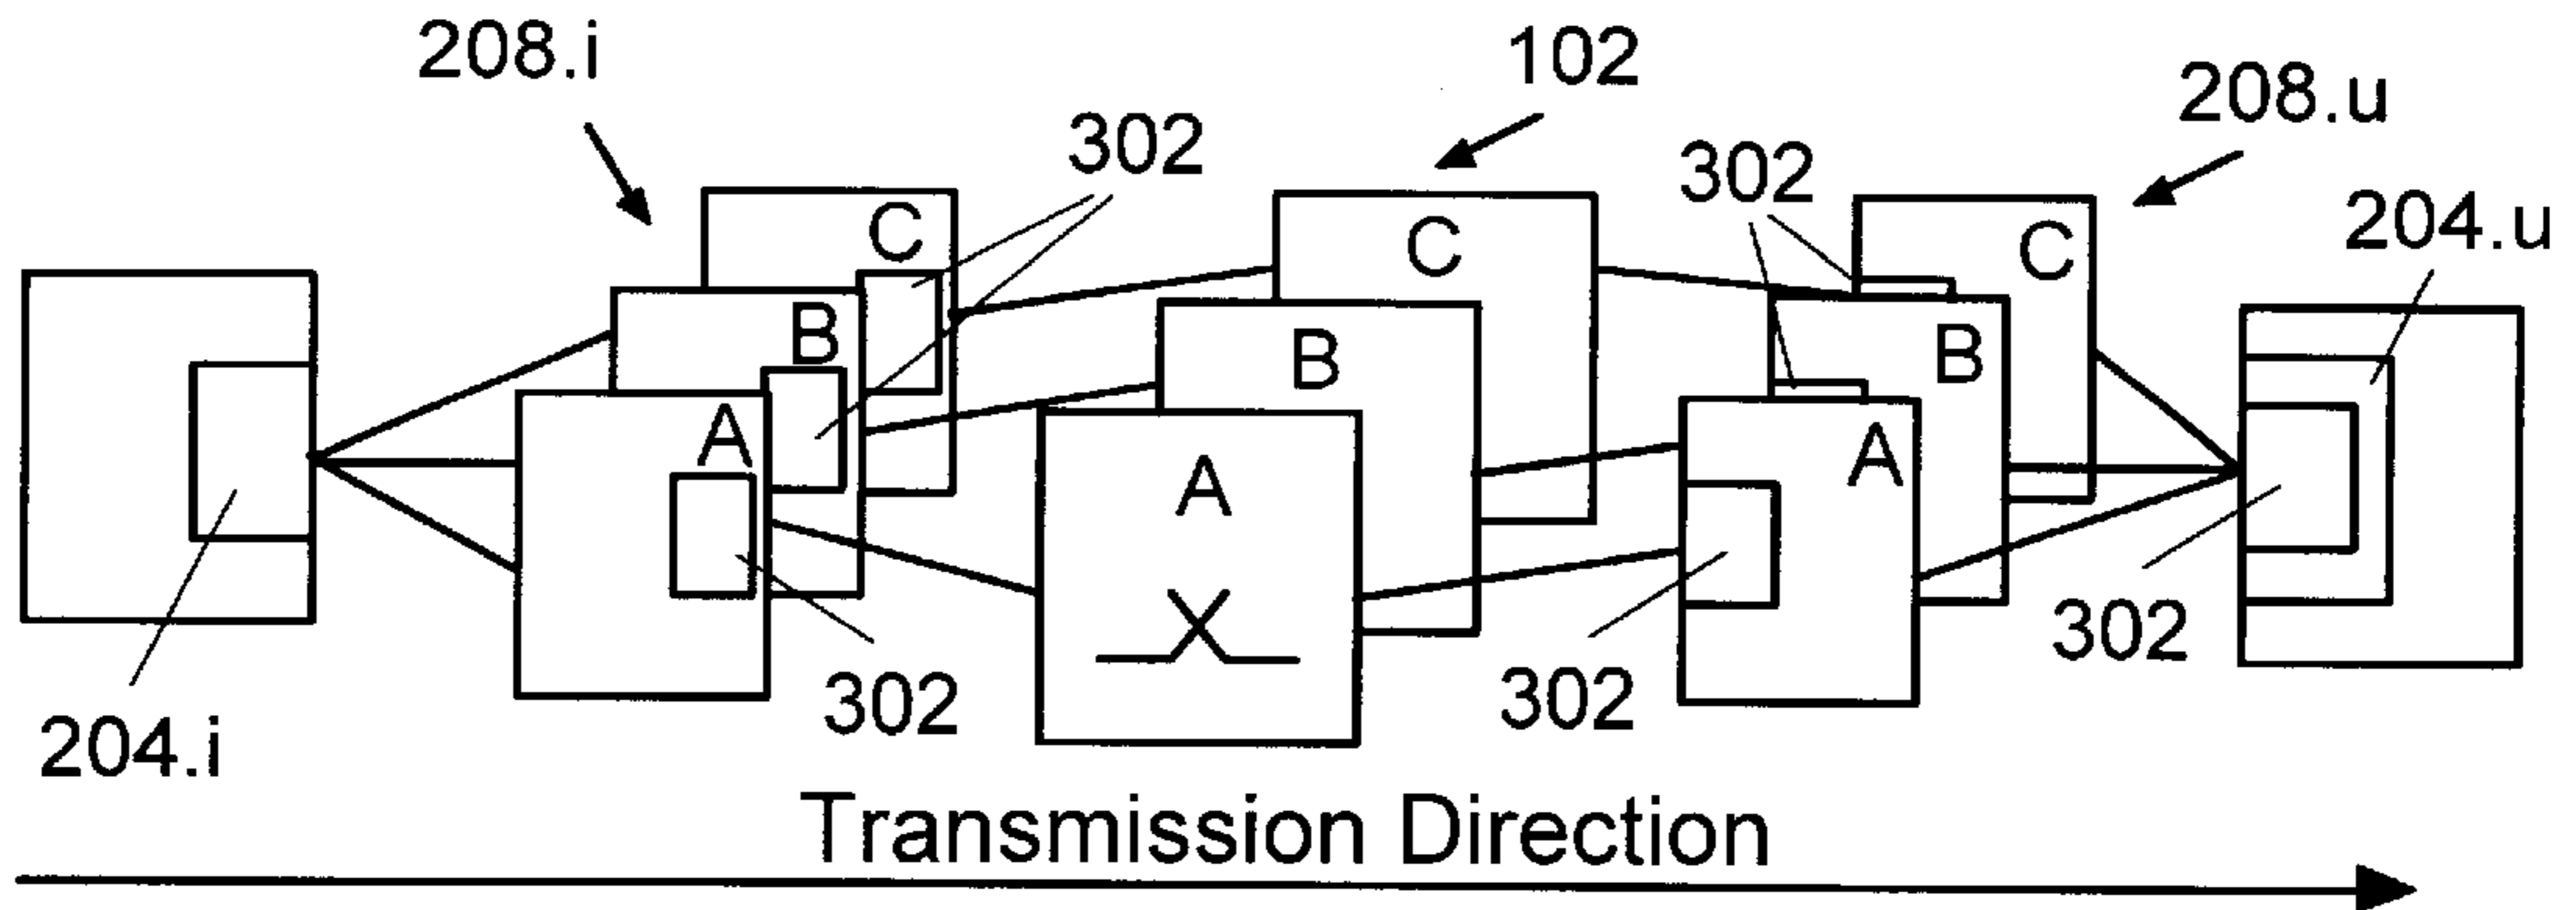 208.i
102
208.u
302
302
204.u
C
C
C
B
B
B
A
A
A
204.i
302
302
302
Transmission Direction